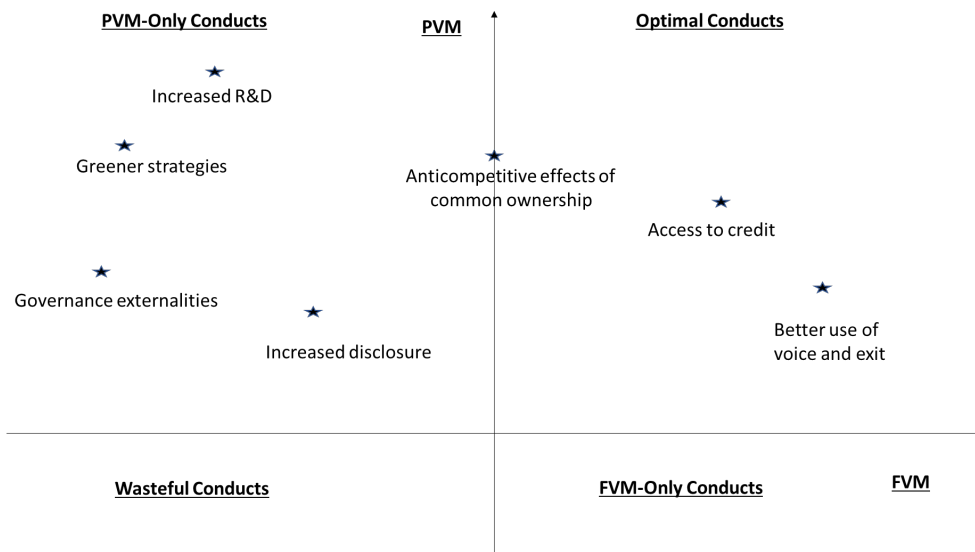 PVM-Only Conducts
PVM
Optimal Conducts
Increased R&D
Greener strategies
Anticompetitive effects of
common ownership
Access to credit
Governance externalities
Increased disclosure
Better use of
voice and exit
Wasteful Conducts
FVM-Only Conducts
FVM